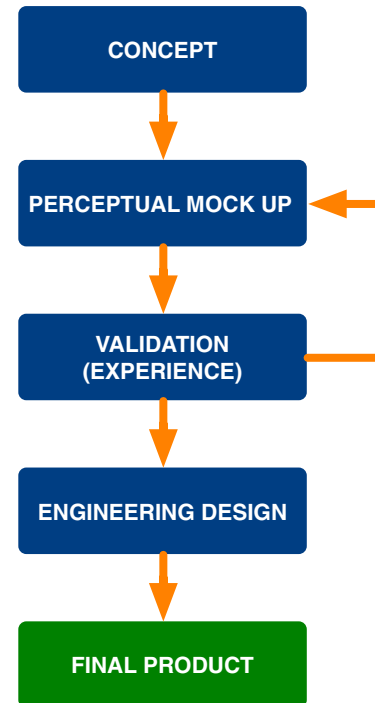 CONCEPT
PERCEPTUAL MOCK UP
VALIDATION
(EXPERIENCE)
ENGINEERING DESIGN
FINAL PRODUCT